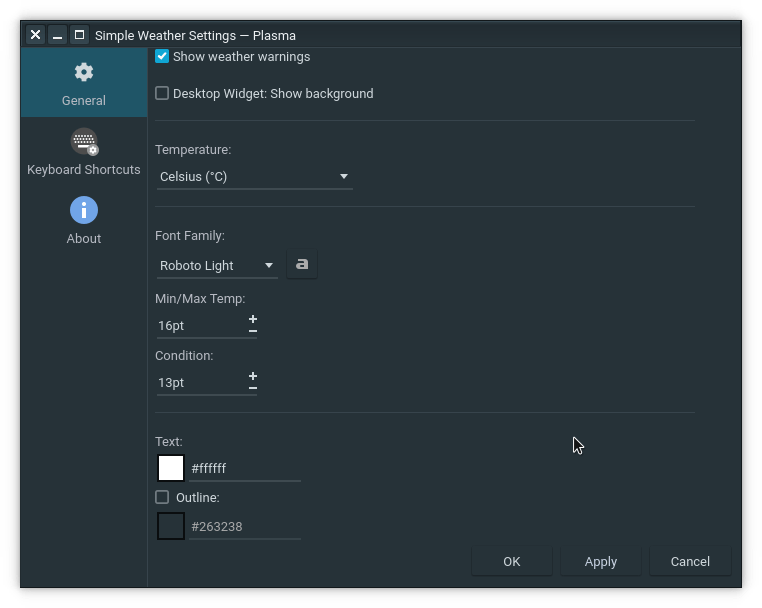 Simple Weather Settings — Plasma
General
Keyboard Shortcuts
About
Show weather warnings
Desktop Widget: Show background
Temperature:
Celsius (°C)
Font Family:
Roboto Light
a
Min/Max Temp:
16pt
Condition:
13pt
Text:
#ffffff
Outline:
#263238
OK Apply Cancel